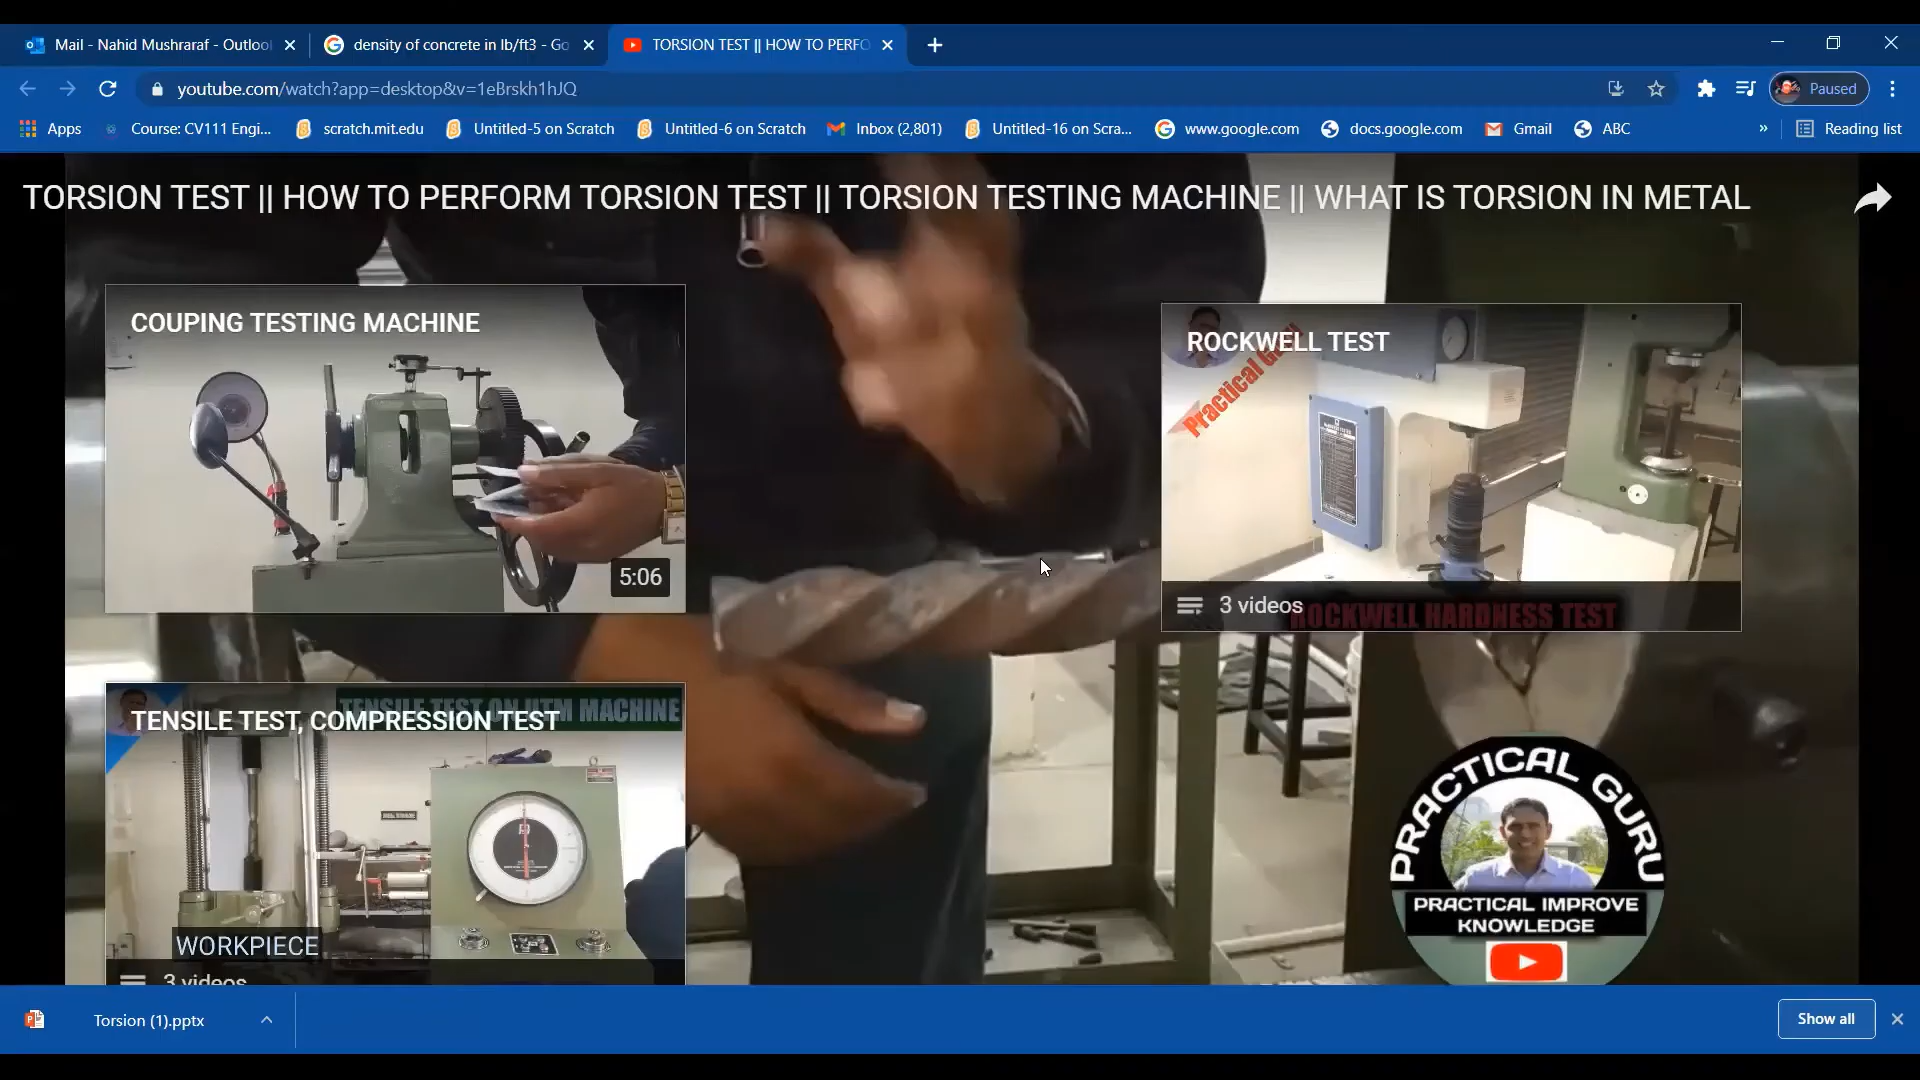 Mail - Nahid Mushraraf - Outloo
density of concrete in lb/ft3 - Go
TORSION TEST || HOW TO PERFO
youtube.com/watch?app=desktop&v=1eBrskh1hJQ
Paused
Apps
Course: CV111 Engi...
scratch.mit.edu
Untitled-5 on Scratch
Untitled-6 on Scratch
Inbox (2,801)
Untitled-16 on Scra...
www.google.com
docs.google.com
Gmail
ABC
»
Reading list
TORSION TEST || HOW TO PERFORM TORSION TEST || TORSION TESTING MACHINE || WHAT IS TORSION IN METAL
COUPING TESTING MACHINE
5:06
ROCKWELL TEST
Practical
3 videos
ROCKWELL HARDNESS TEST
TENSILE TEST ON UTM MACHINE
TENSILE TEST, COMPRESSION TEST
WORKPIECE
3 videos
PRACTICAL GURU
PRACTICAL IMPROVE
KNOWLEDGE
Torsion (1).pptx
Show all